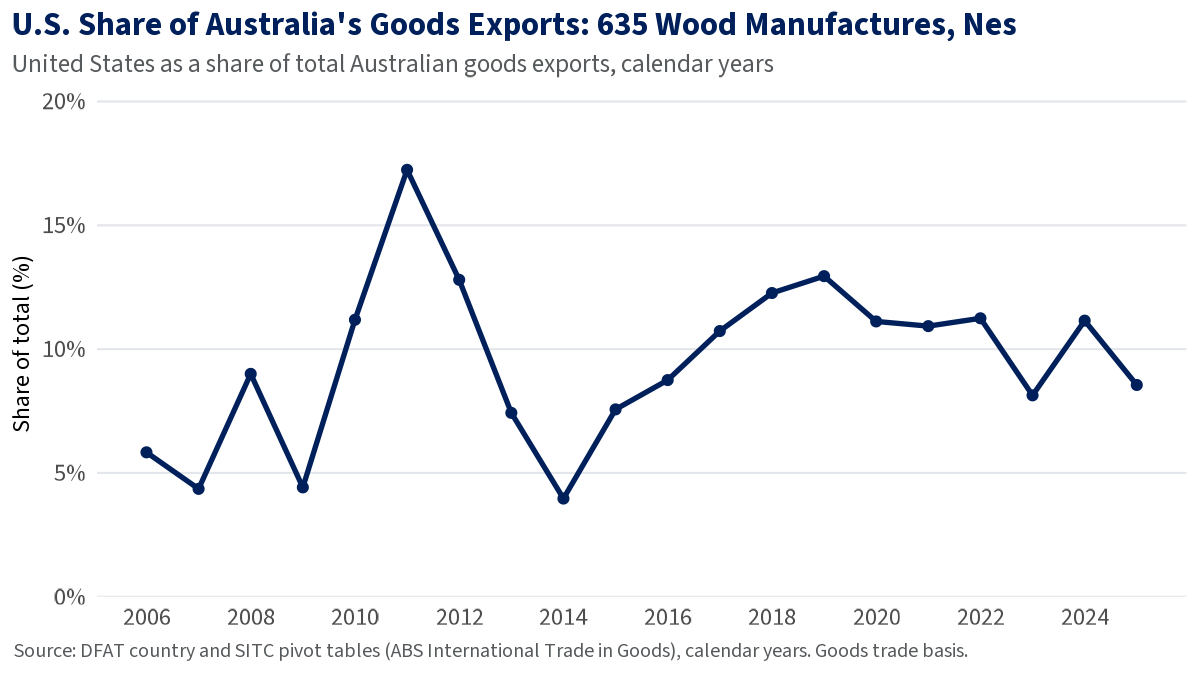 U.S. Share of Australia's Goods Exports: 635 Wood Manufactures, Nes
United States as a share of total Australian goods exports, calendar years
20%
15%
10%
5%
0%
Share of total (%)
2006 2008 2010 2012 2014 2016 2018 2020 2022 2024
Source: DFAT country and SITC pivot tables (ABS International Trade in Goods), calendar years. Goods trade basis.